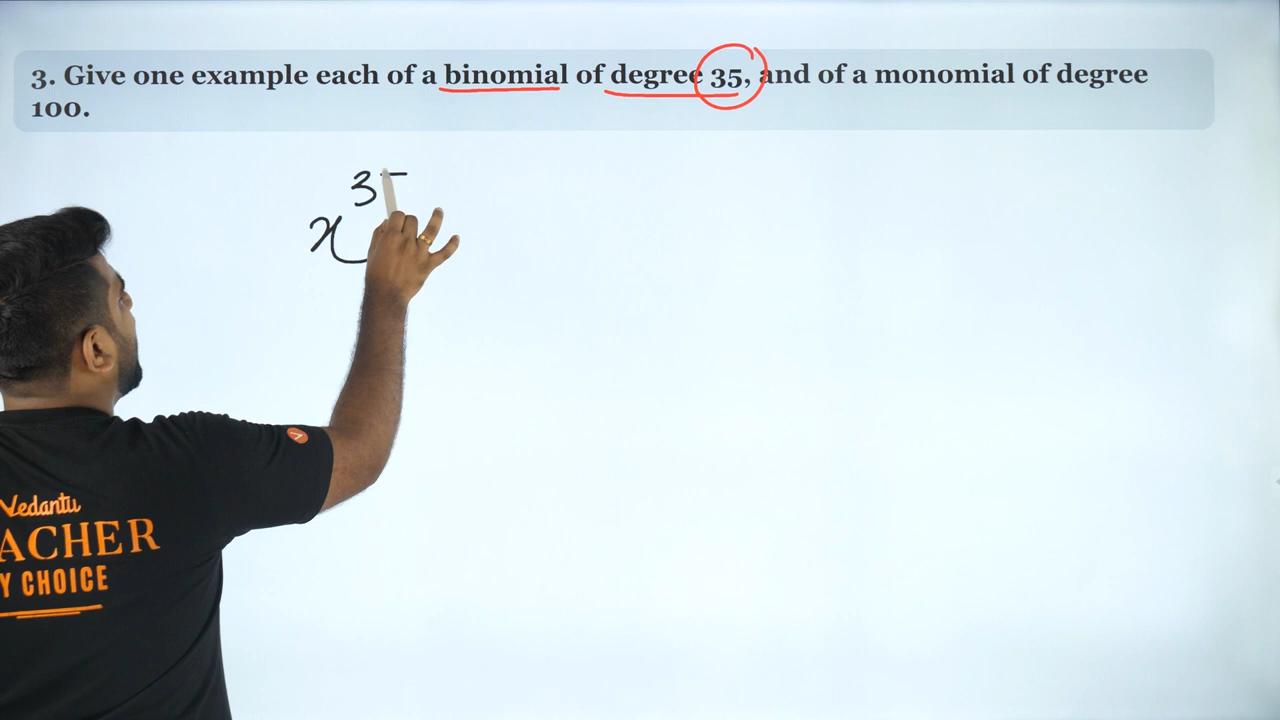 3. Give one example each of a binomial of degree 35, and of a monomial of degree
100.
x^35
Vedantu
ACHER
Y CHOICE